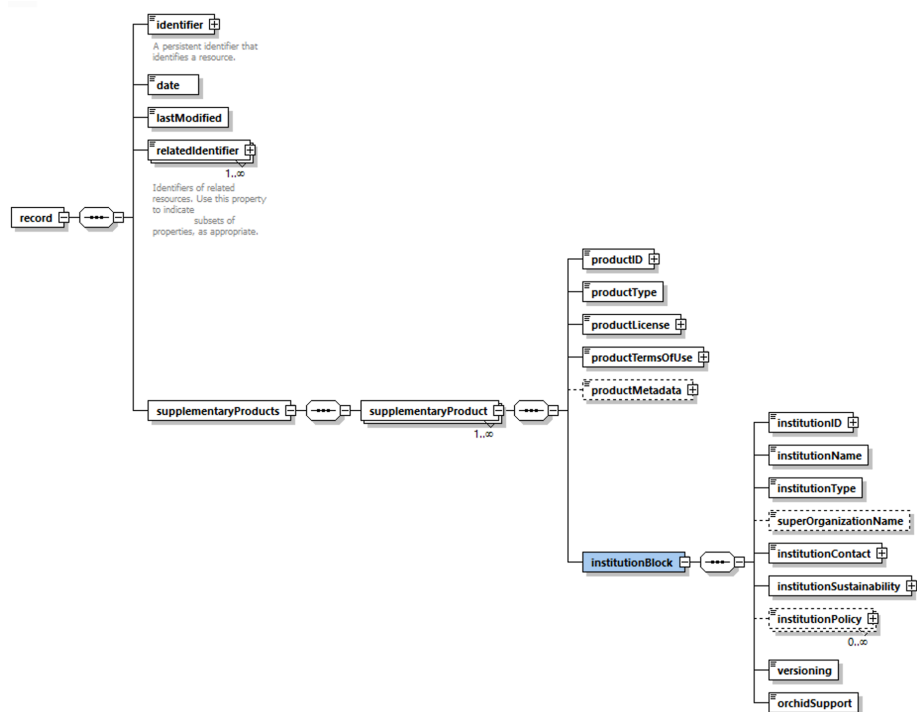 identifier
A persistent identifier that
identifies a resource.
date
lastModified
relatedIdentifier
1..∞
Identifiers of related
resources. Use this property
to indicate
subsets of
properties, as appropriate.
record
productID
productType
productLicense
productTermsOfUse
productMetadata
supplementaryProducts
supplementaryProduct
1..∞
institutionID
institutionName
institutionType
superOrganizationName
institutionBlock
institutionContact
institutionSustainability
institutionPolicy
0..∞
versioning
orchidSupport